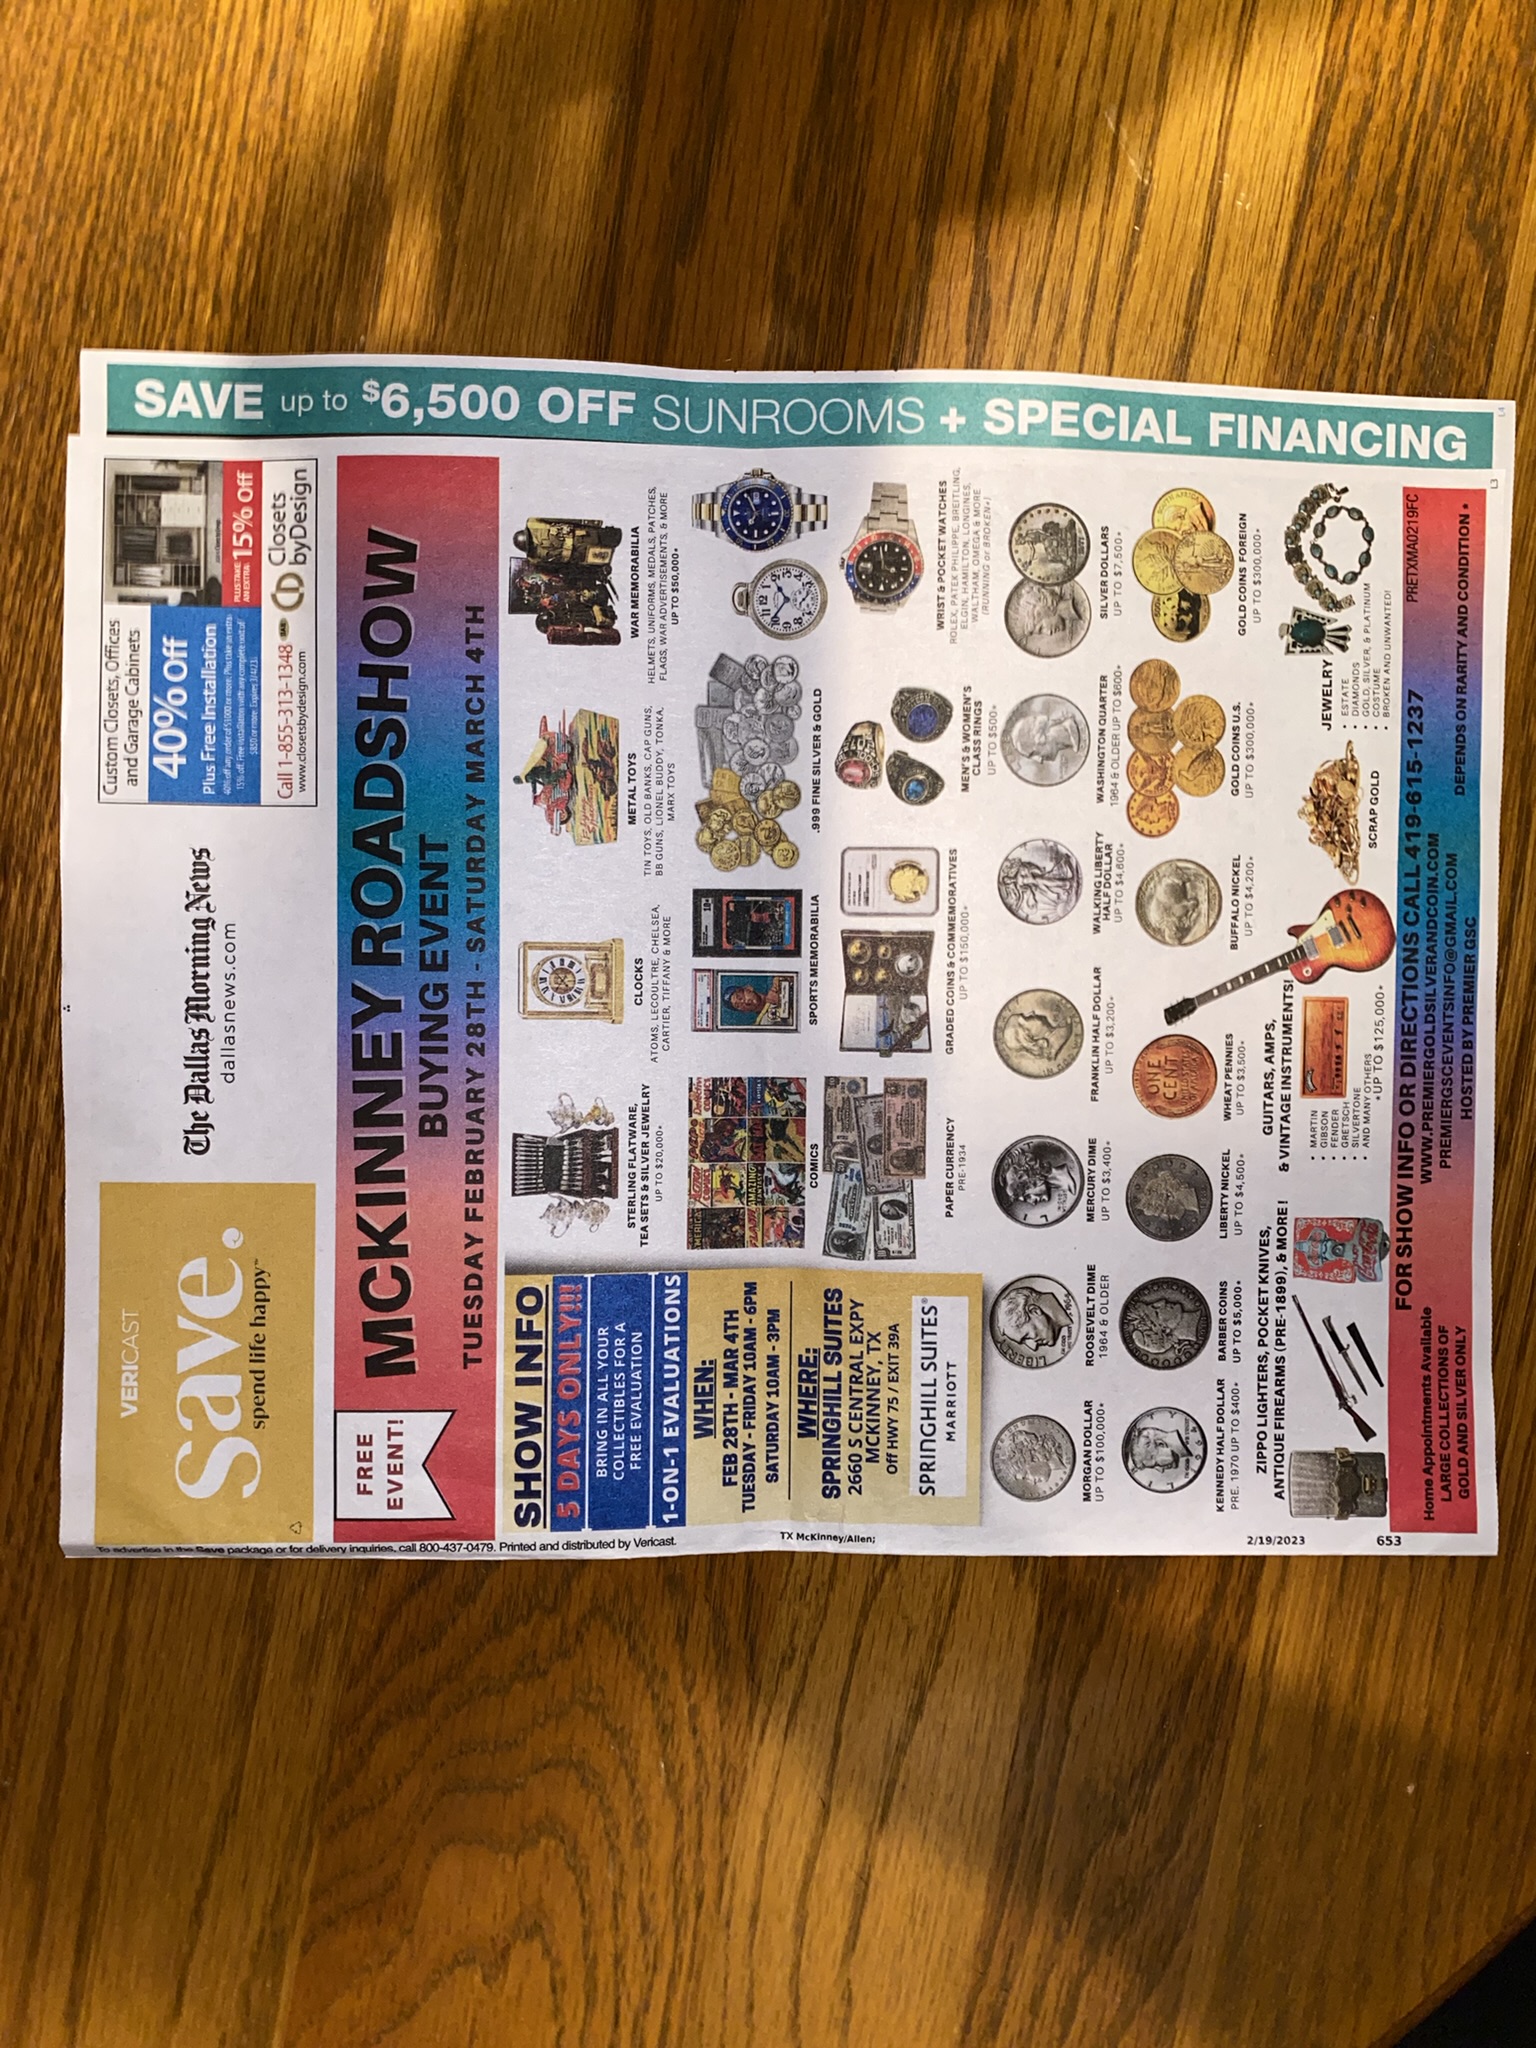 VERICAST
save.
spend life happy™
The Dallas Morning News
dallasnews.com
Custom Closets, Offices
and Garage Cabinets
40% Off
Plus Free Installation
PLUS TAKE
AN EXTRA
15% Off
Call 1-855-313-1348
www.closetsbydesign.com
Closets
byDesign
SAVE up to $6,500 OFF SUNROOMS + SPECIAL FINANCING
FREE
EVENT!
MCKINNEY ROADSHOW
BUYING EVENT
TUESDAY FEBRUARY 28TH - SATURDAY MARCH 4TH
SHOW INFO
5 DAYS ONLY!!!
BRING IN ALL YOUR
COLLECTIBLES FOR A
FREE EVALUATION
1-ON-1 EVALUATIONS
WHEN:
FEB 28TH - MAR 4TH
TUESDAY - FRIDAY 10AM - 6PM
SATURDAY 10AM - 3PM
WHERE:
SPRINGHILL SUITES
2660 S CENTRAL EXPY
MCKINNEY, TX
Off HWY 75 / EXIT 39A
SPRINGHILL SUITES®
MARRIOTT
STERLING FLATWARE,
TEA SETS & SILVER JEWELRY
UP TO $20,000*
CLOCKS
ATOMS, LECOULTRE, CHELSEA,
CARTIER, TIFFANY & MORE
METAL TOYS
TIN TOYS, OLD BANKS, CAP GUNS,
BB GUNS, LIONEL BUDDY, TONKA,
MARX TOYS
WAR MEMORABILIA
HELMETS, UNIFORMS, MEDALS, PATCHES,
FLAGS, WAR ADVERTISEMENTS, & MORE
UP TO $50,000*
COMICS
SPORTS MEMORABILIA
.999 FINE SILVER & GOLD
PAPER CURRENCY
PRE-1934
GRADED COINS & COMMEMORATIVES
UP TO $150,000*
MEN'S & WOMEN'S
CLASS RINGS
UP TO $500*
WRIST & POCKET WATCHES
ROLEX, PATEK PHILIPPE, BREITLING,
ELGIN, HAMILTON, LONGINES,
WALTHAM, OMEGA & MORE
(RUNNING or BROKEN*)
MORGAN DOLLAR
UP TO $100,000*
ROOSEVELT DIME
1964 & OLDER
MERCURY DIME
UP TO $3,400*
FRANKLIN HALF DOLLAR
UP TO $3,200*
WALKING LIBERTY
HALF DOLLAR
UP TO $4,600*
WASHINGTON QUARTER
1964 & OLDER UP TO $600*
SILVER DOLLARS
UP TO $7,500*
KENNEDY HALF DOLLAR
PRE. 1970 UP TO $400*
BARBER COINS
UP TO $5,000*
LIBERTY NICKEL
UP TO $4,500*
ONE
CENT
WHEAT PENNIES
UP TO $3,500*
BUFFALO NICKEL
UP TO $4,200*
GOLD COINS U.S.
UP TO $300,000*
GOLD COINS FOREIGN
UP TO $300,000*
ZIPPO LIGHTERS, POCKET KNIVES,
ANTIQUE FIREARMS (PRE-1899), & MORE!
Coca-Cola
GUITARS, AMPS,
& VINTAGE INSTRUMENTS!
• MARTIN
• GIBSON
• FENDER
• GRETSCH
• SILVERTONE
• AND MANY OTHERS
*UP TO $125,000*
SCRAP GOLD
JEWELRY
• ESTATE
• DIAMONDS
• GOLD, SILVER, & PLATINUM
• COSTUME
• BROKEN AND UNWANTED!
Home Appointments Available
LARGE COLLECTIONS OF
GOLD AND SILVER ONLY
FOR SHOW INFO OR DIRECTIONS CALL 419-615-1237
WWW.PREMIERGOLDSILVERANDCOIN.COM
PREMIERGSCEVENTSINFO@GMAIL.COM
HOSTED BY PREMIER GSC
PRETXMA0219FC
DEPENDS ON RARITY AND CONDITION *
To advertise in the Save package or for delivery inquiries, call 800-437-0479. Printed and distributed by Vericast.
TX McKinney/Allen;
2/19/2023
653
L3
L4